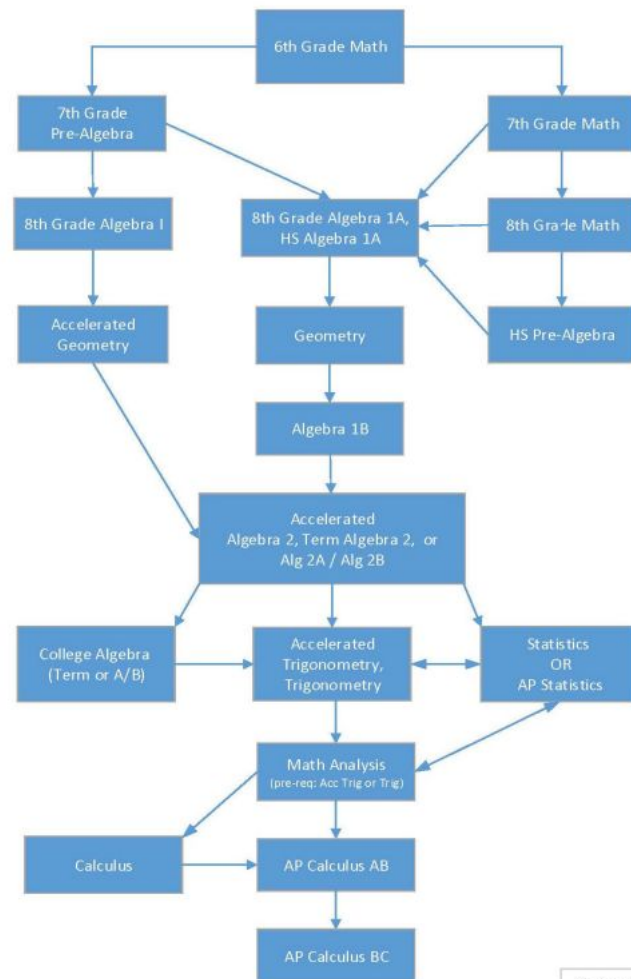 6th Grade Math
7th Grade
Pre-Algebra
7th Grade Math
8th Grade Algebra I
8th Grade Algebra 1A,
HS Algebra 1A
8th Grade Math
Accelerated
Geometry
Geometry
HS Pre-Algebra
Algebra 1B
Accelerated
Algebra 2, Term Algebra 2, or
Alg 2A / Alg 2B
College Algebra
(Term or A/B)
Accelerated
Trigonometry,
Trigonometry
Statistics
OR
AP Statistics
Math Analysis
(pre-req: Acc Trig or Trig)
Calculus
AP Calculus AB
AP Calculus BC